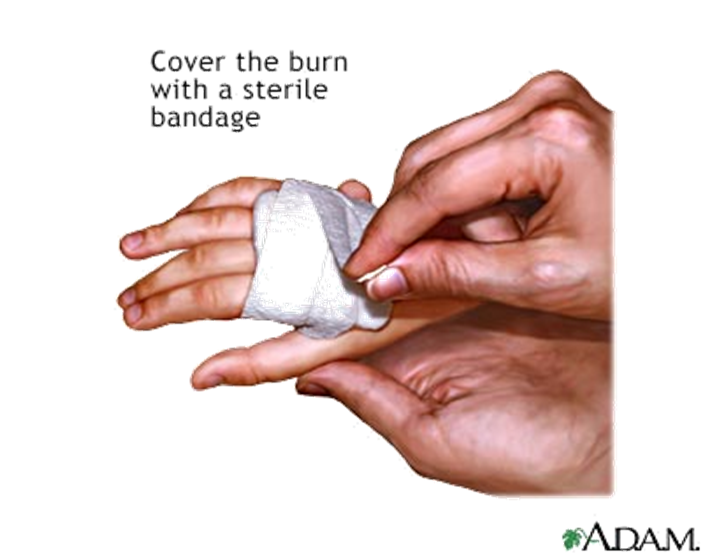 Cover the burn
with a sterile
bandage
A.D.A.M.